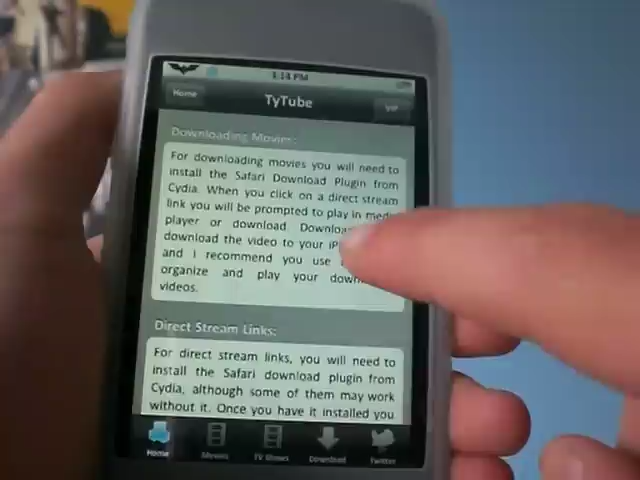 3:14 PM
Home
TyTube
VIP
Downloading Movies:
For downloading movies you will need to
install the Safari Download Plugin from
Cydia. When you click on a direct stream
link you will be prompted to play in
player or download.
download the video to your
and i recommend you use
organize and play your
videos.
Direct Stream Links:
For direct stream links, you will need to
install the Safari download plugin from
Cydia, although some of them may work
without it. Once you have it installed you
Home
Movies
TV Shows
Download
Twitter